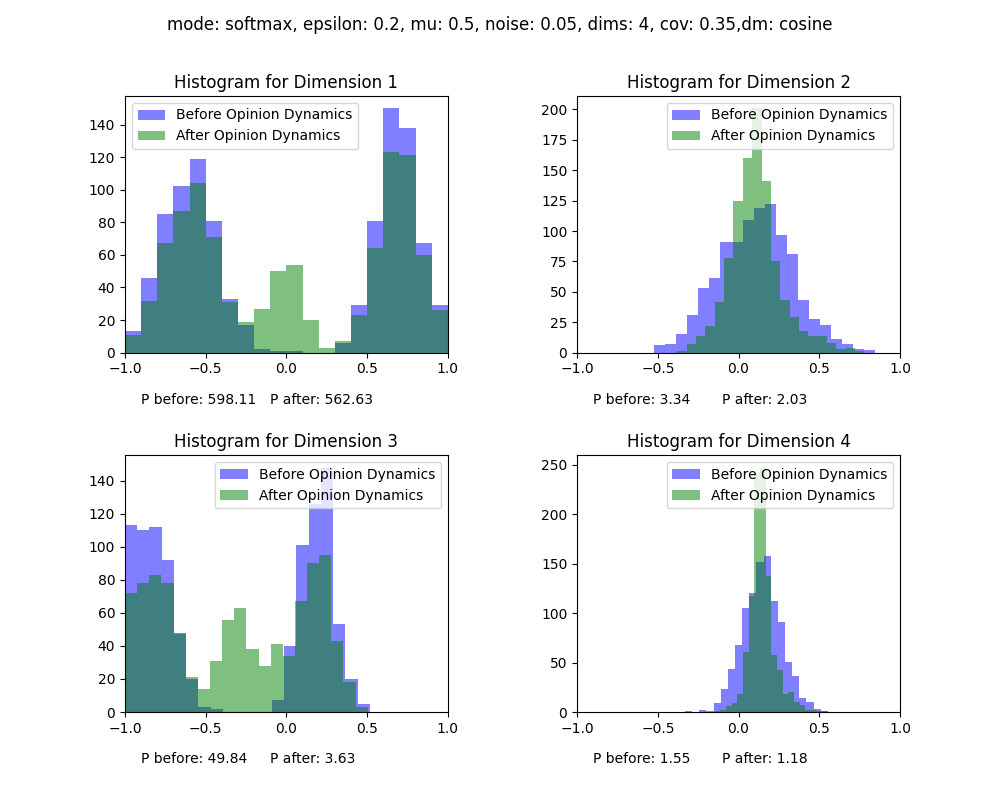 mode: softmax, epsilon: 0.2, mu: 0.5, noise: 0.05, dims: 4, cov: 0.35,dm: cosine
Histogram for Dimension 1
Before Opinion Dynamics
After Opinion Dynamics
140
120
100
80
60
40
20
0
−1.0 −0.5 0.0 0.5 1.0
P before: 598.11 P after: 562.63
Histogram for Dimension 2
Before Opinion Dynamics
After Opinion Dynamics
200
175
150
125
100
75
50
25
0
−1.0 −0.5 0.0 0.5 1.0
P before: 3.34 P after: 2.03
Histogram for Dimension 3
Before Opinion Dynamics
After Opinion Dynamics
140
120
100
80
60
40
20
0
−1.0 −0.5 0.0 0.5 1.0
P before: 49.84 P after: 3.63
Histogram for Dimension 4
Before Opinion Dynamics
After Opinion Dynamics
250
200
150
100
50
0
−1.0 −0.5 0.0 0.5 1.0
P before: 1.55 P after: 1.18